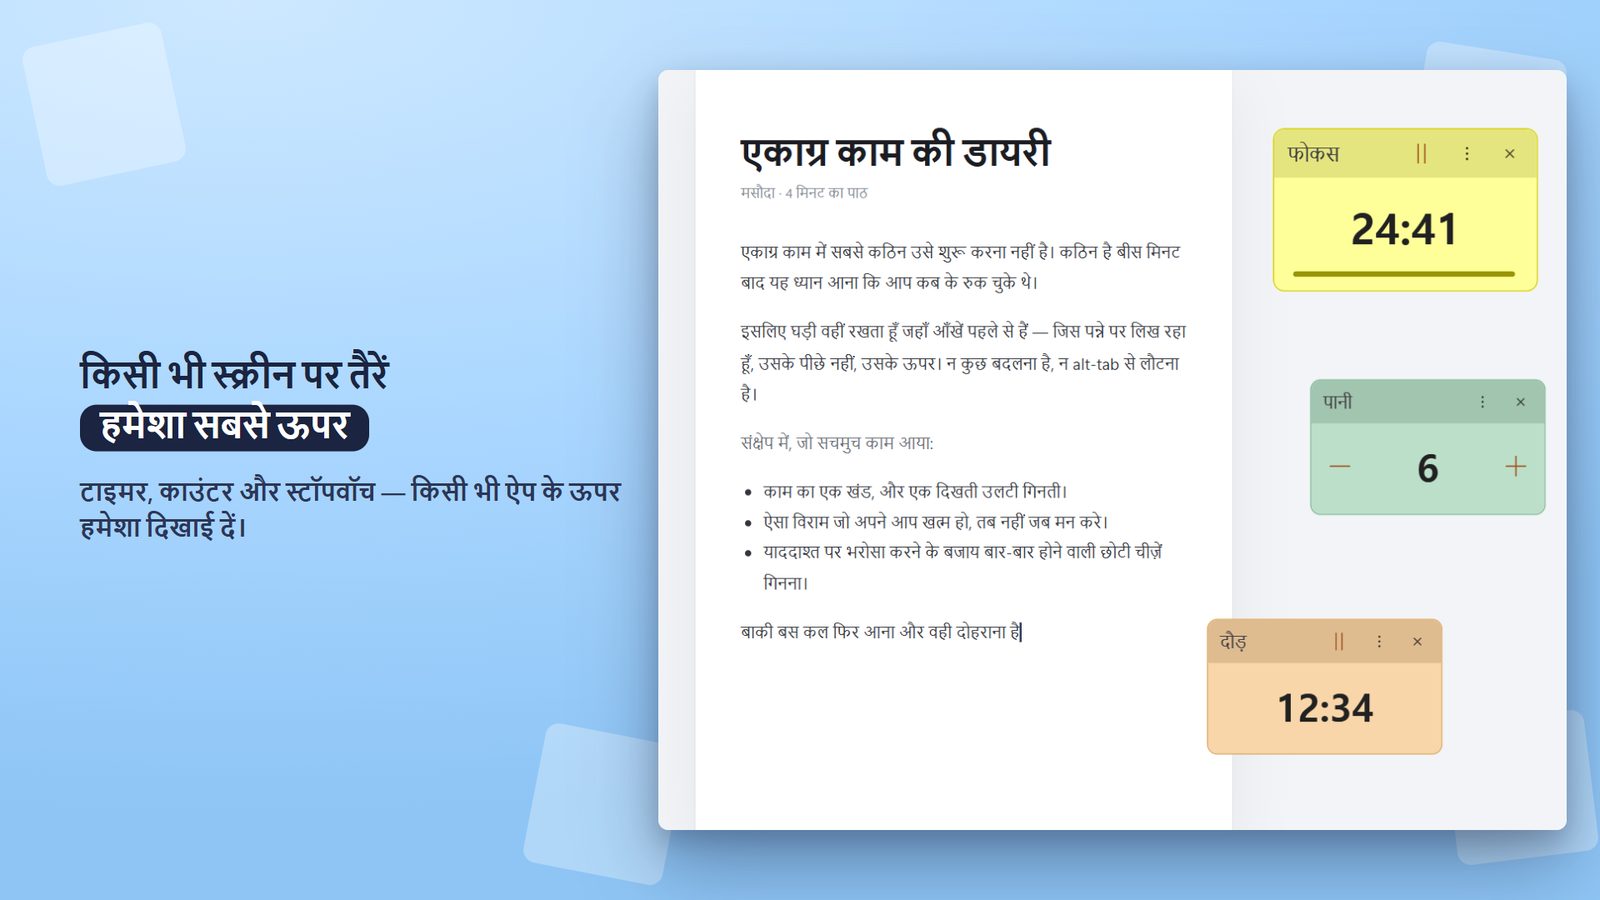 किसी भी स्क्रीन पर तैरें
हमेशा सबसे ऊपर
टाइमर, काउंटर और स्टॉपवॉच — किसी भी ऐप के ऊपर
हमेशा दिखाई दें।
एकाग्र काम की डायरी
मसौदा · 4 मिनट का पाठ
एकाग्र काम में सबसे कठिन उसे शुरू करना नहीं है। कठिन है बीस मिनट
बाद यह ध्यान आना कि आप कब के रुक चुके थे।
इसलिए घड़ी वहीं रखता हूँ जहाँ आँखें पहले से हैं — जिस पन्ने पर लिख रहा
हूँ, उसके पीछे नहीं, उसके ऊपर। न कुछ बदलना है, न alt-tab से लौटना
है।
संक्षेप में, जो सचमुच काम आया:
• काम का एक खंड, और एक दिखती उलटी गिनती।
• ऐसा विराम जो अपने आप खत्म हो, तब नहीं जब मन करे।
• याददाश्त पर भरोसा करने के बजाय बार-बार होने वाली छोटी चीज़ें
गिनना।
बाकी बस कल फिर आना और वही दोहराना है
फोकस
24:41
पानी
6
दौड़
12:34